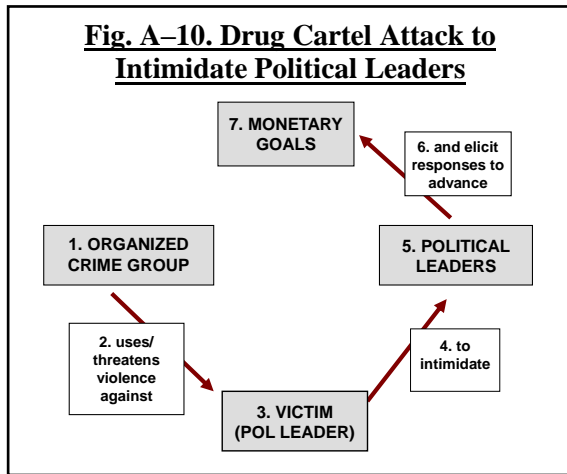 Fig. A–10. Drug Cartel Attack to
Intimidate Political Leaders
1. ORGANIZED
CRIME GROUP
2. uses/
threatens
violence
against
3. VICTIM
(POL LEADER)
4. to
intimidate
5. POLITICAL
LEADERS
6. and elicit
responses to
advance
7. MONETARY
GOALS